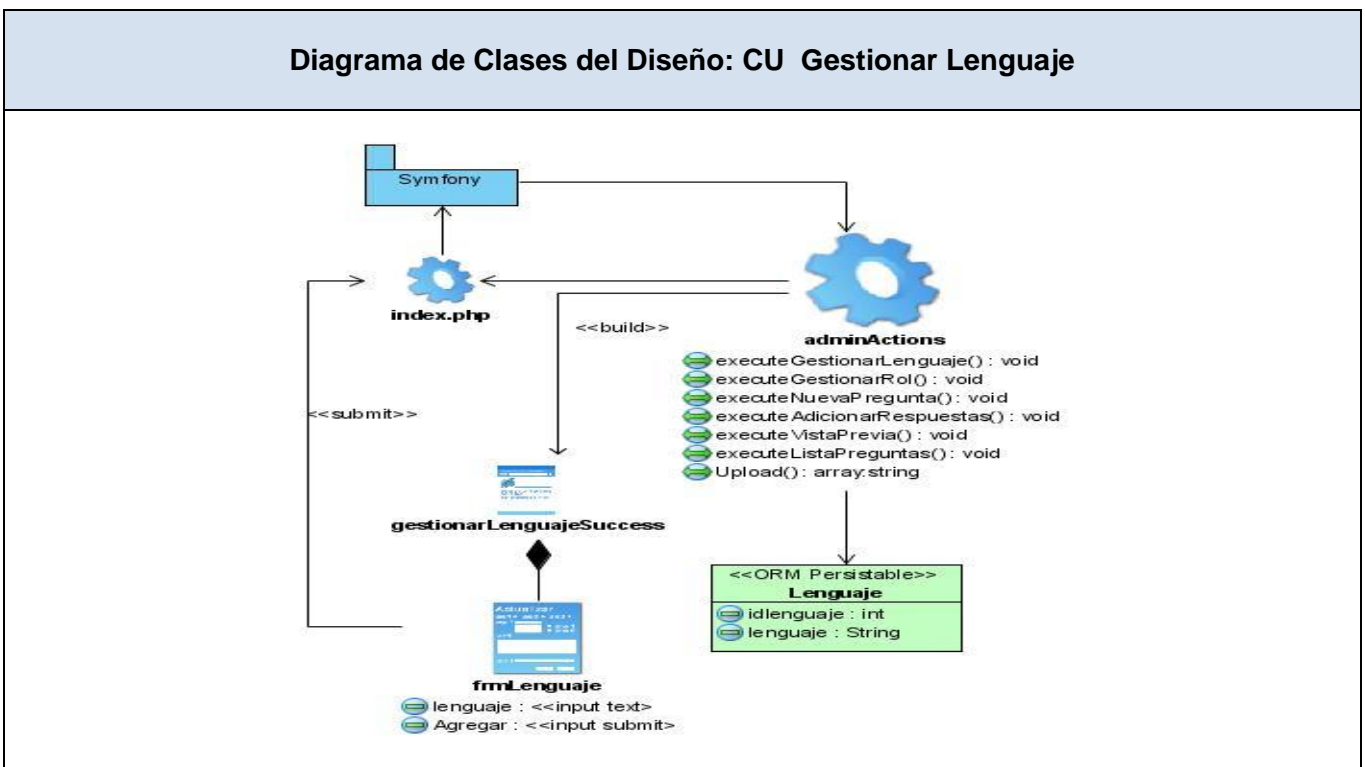 Diagrama de Clases del Diseño: CU Gestionar Lenguaje
Symfony
index.php
<<build>>
adminActions
executeGestionarLenguaje() : void
executeGestionarRol() : void
executeNuevaPregunta() : void
executeAdicionarRespuestas() : void
executeVistaPrevia() : void
executeListaPreguntas() : void
Upload() : array:string
<<submit>>
gestionarLenguajeSuccess
<<ORM Persistable>>
Lenguaje
idlenguaje : int
lenguaje : String
Actualizar
frmLenguaje
lenguaje : <<input text>
Agregar : <<input submit>